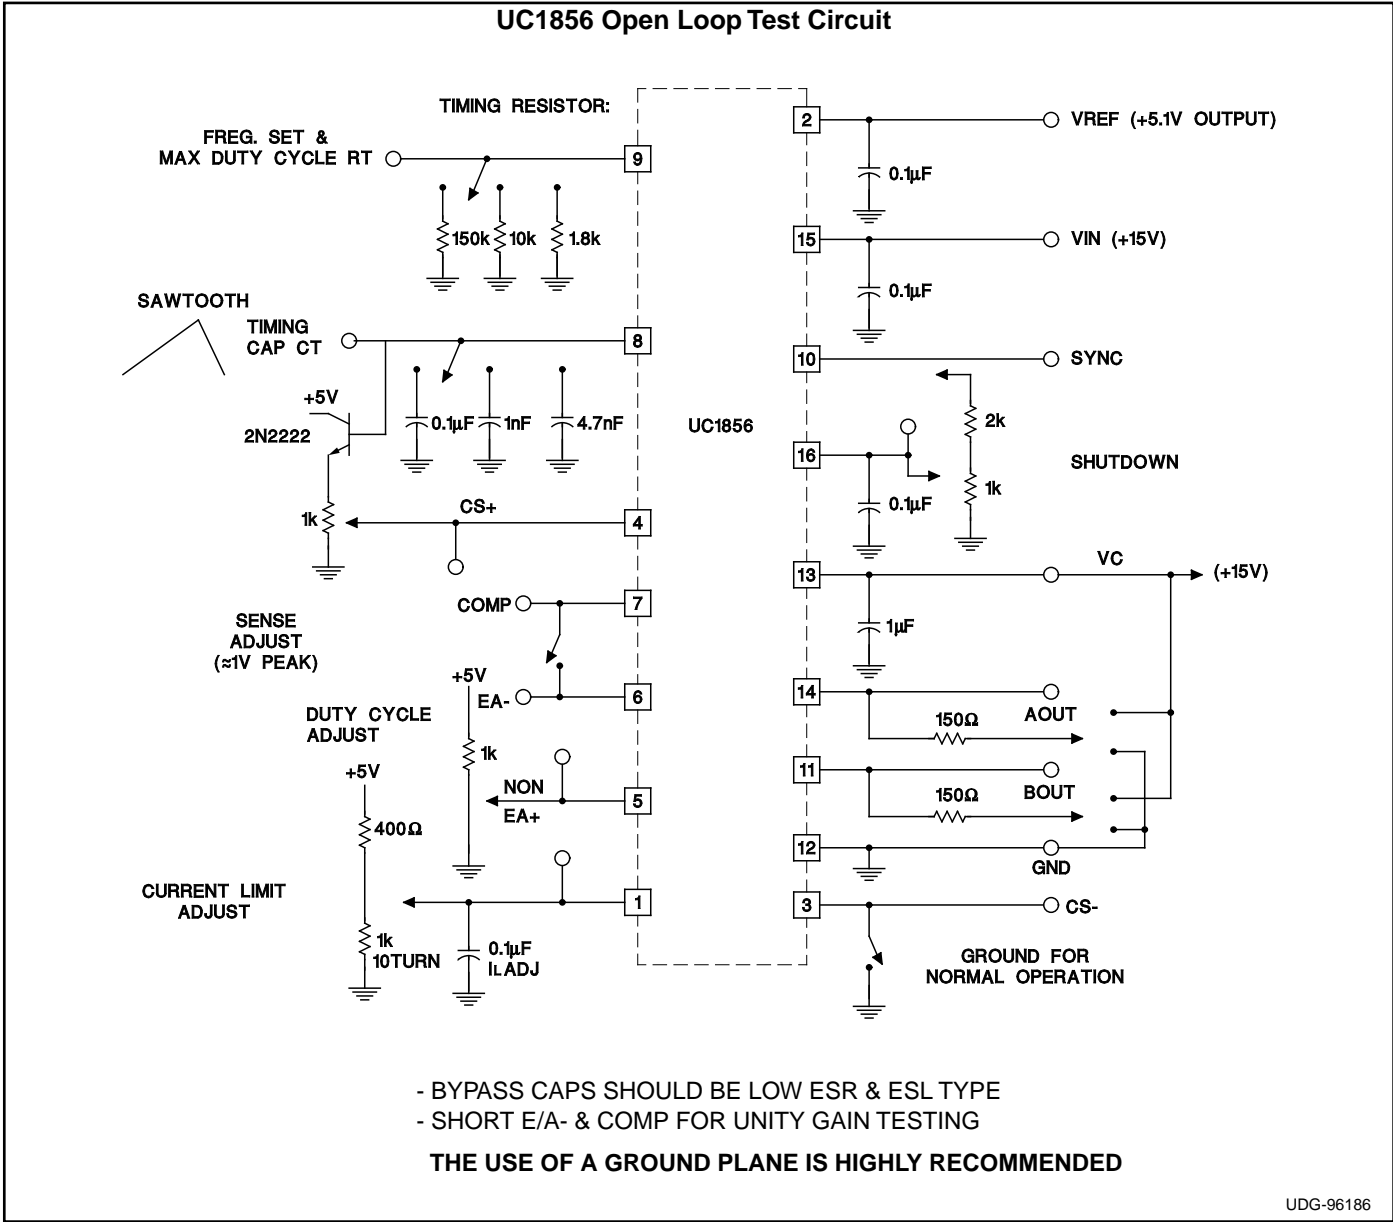 UC1856 Open Loop Test Circuit
TIMING RESISTOR:
FREG. SET &
MAX DUTY CYCLE RT
9
150k
10k
1.8k
SAWTOOTH
TIMING
CAP CT
8
+5V
2N2222
0.1µF
1nF
4.7nF
1k
CS+
4
SENSE
ADJUST
(≈1V PEAK)
COMP
7
+5V
EA-
6
DUTY CYCLE
ADJUST
1k
NON
EA+
5
+5V
400Ω
CURRENT LIMIT
ADJUST
1
1k
10TURN
0.1µF
IL ADJ
UC1856
2
VREF (+5.1V OUTPUT)
0.1µF
15
VIN (+15V)
0.1µF
10
SYNC
2k
16
SHUTDOWN
0.1µF
1k
13
VC
(+15V)
1µF
14
AOUT
150Ω
11
BOUT
150Ω
12
GND
3
CS-
GROUND FOR
NORMAL OPERATION
- BYPASS CAPS SHOULD BE LOW ESR & ESL TYPE
- SHORT E/A- & COMP FOR UNITY GAIN TESTING
THE USE OF A GROUND PLANE IS HIGHLY RECOMMENDED
UDG-96186